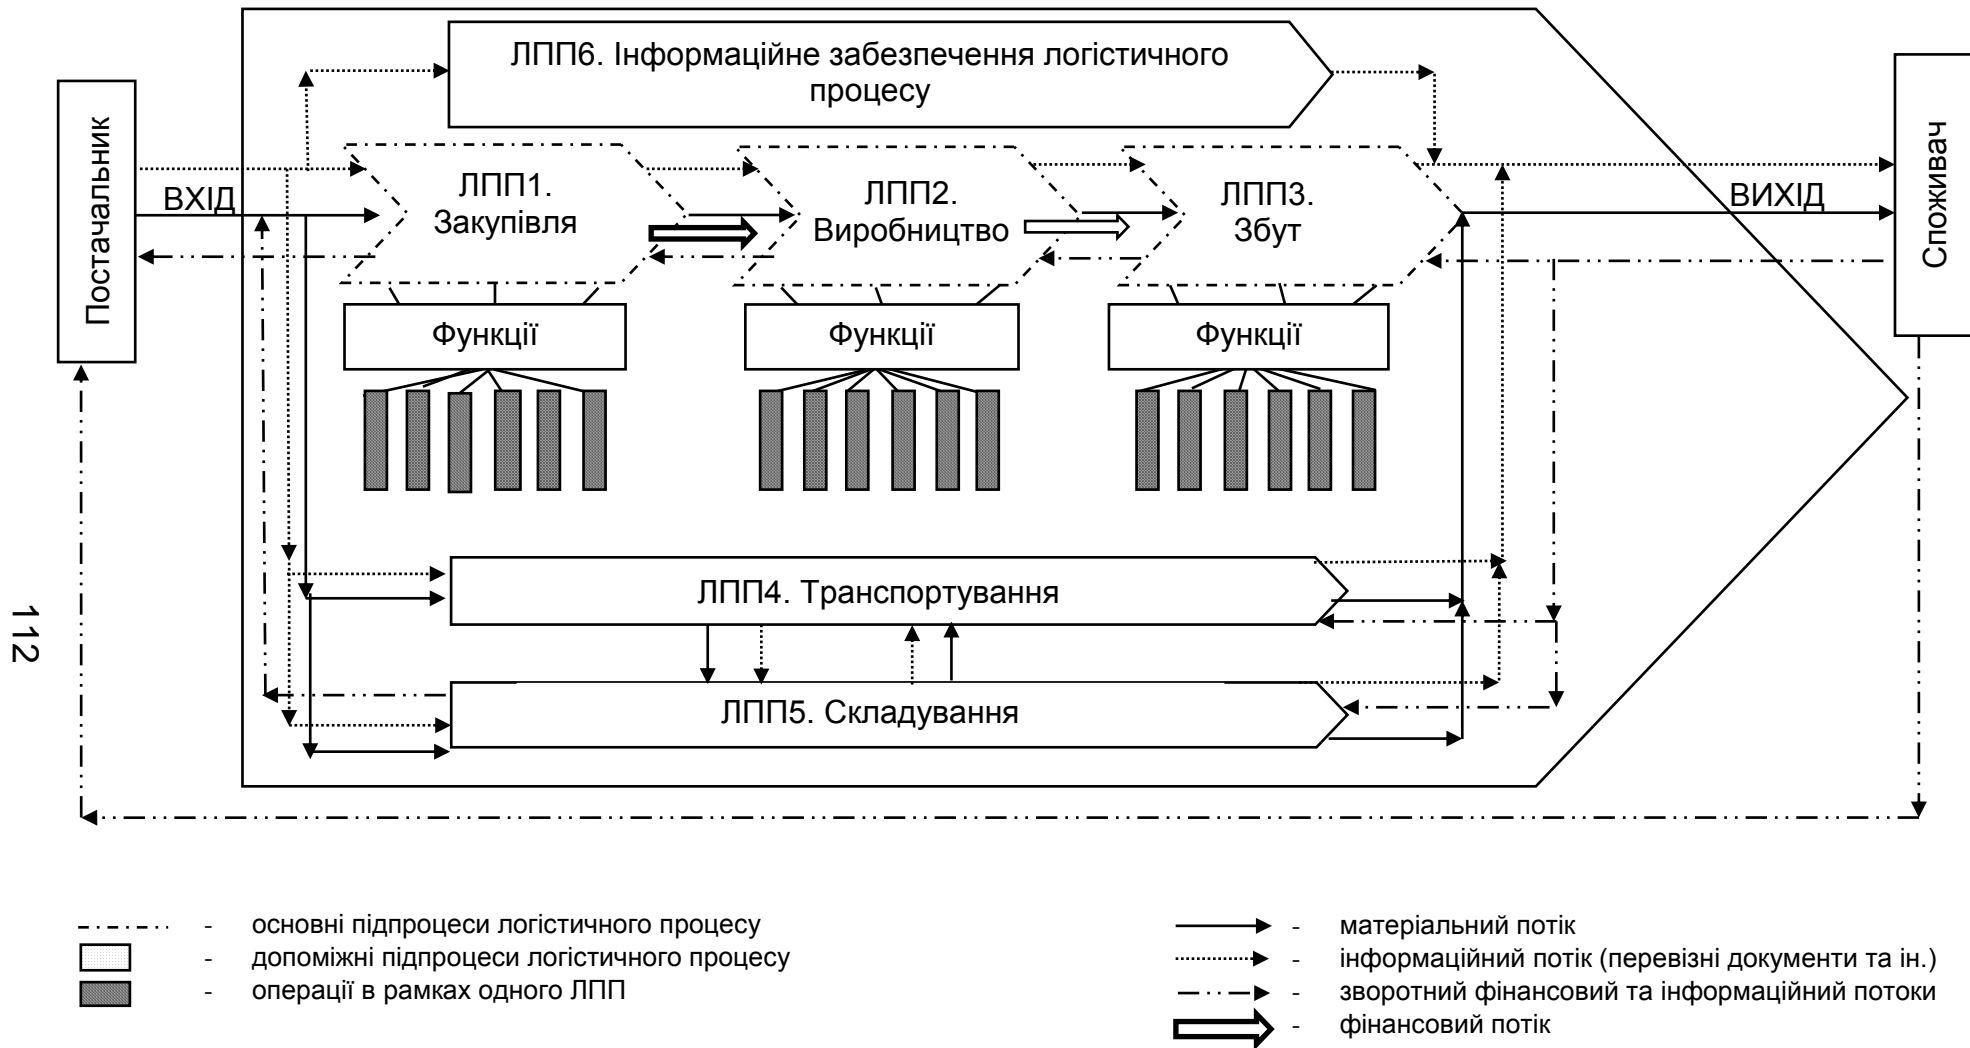 ЛПП6. Інформаційне забезпечення логістичного
процесу
Постачальник
ВХІД
ЛПП1.
Закупівля
ЛПП2.
Виробництво
ЛПП3.
Збут
ВИХІД
Споживач
Функції
Функції
Функції
ЛПП4. Транспортування
ЛПП5. Складування
112
- основні підпроцеси логістичного процесу
- допоміжні підпроцеси логістичного процесу
- операції в рамках одного ЛПП
- матеріальний потік
- інформаційний потік (перевізні документи та ін.)
- зворотний фінансовий та інформаційний потоки
- фінансовий потік